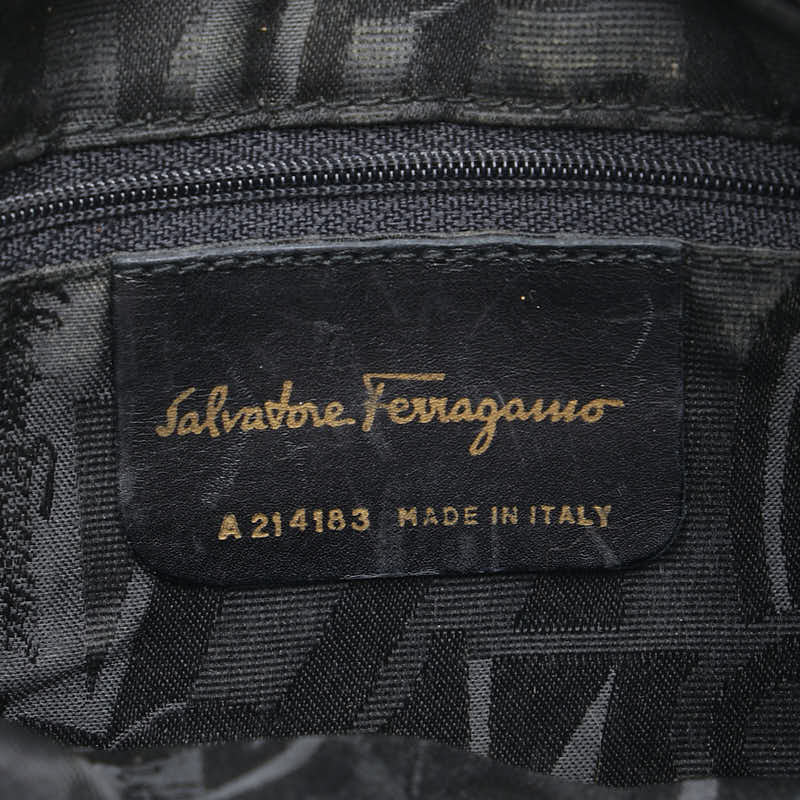 Salvatore Ferragamo
A 214183 MADE IN ITALY